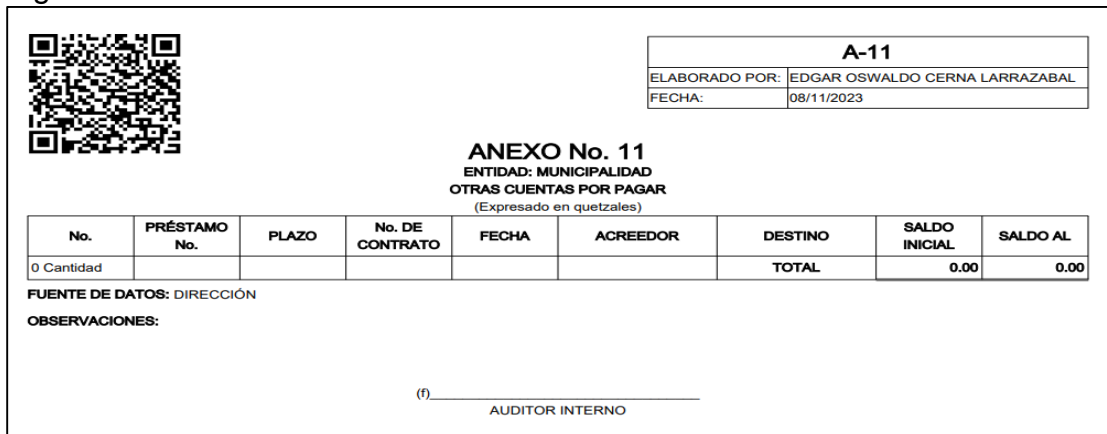 A-11
ELABORADO POR: EDGAR OSWALDO CERNA LARRAZABAL
FECHA: 08/11/2023
ANEXO No. 11
ENTIDAD: MUNICIPALIDAD
OTRAS CUENTAS POR PAGAR
(Expresado en quetzales)
No. PRÉSTAMO No. PLAZO No. DE CONTRATO FECHA ACREEDOR DESTINO SALDO INICIAL SALDO AL
0 Cantidad TOTAL 0.00 0.00
FUENTE DE DATOS: DIRECCIÓN
OBSERVACIONES:
(f)
AUDITOR INTERNO